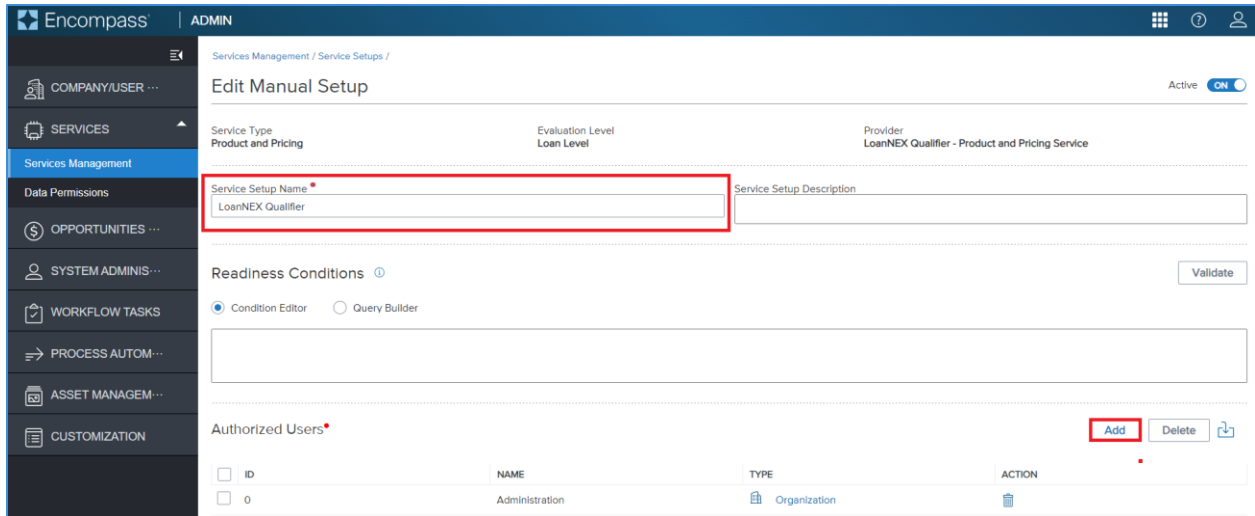 Encompass | ADMIN
Services Management / Service Setups /
COMPANY/USER ···
Edit Manual Setup
Active ON
SERVICES
Service Type
Evaluation Level
Provider
Product and Pricing
Loan Level
LoanNEX Qualifier - Product and Pricing Service
Services Management
Data Permissions
Service Setup Name
Service Setup Description
LoanNEX Qualifier
OPPORTUNITIES ···
SYSTEM ADMINIS···
Readiness Conditions
Validate
WORKFLOW TASKS
Condition Editor
Query Builder
PROCESS AUTOM···
ASSET MANAGEM···
CUSTOMIZATION
Authorized Users
Add
Delete
ID NAME TYPE ACTION
0 Administration Organization